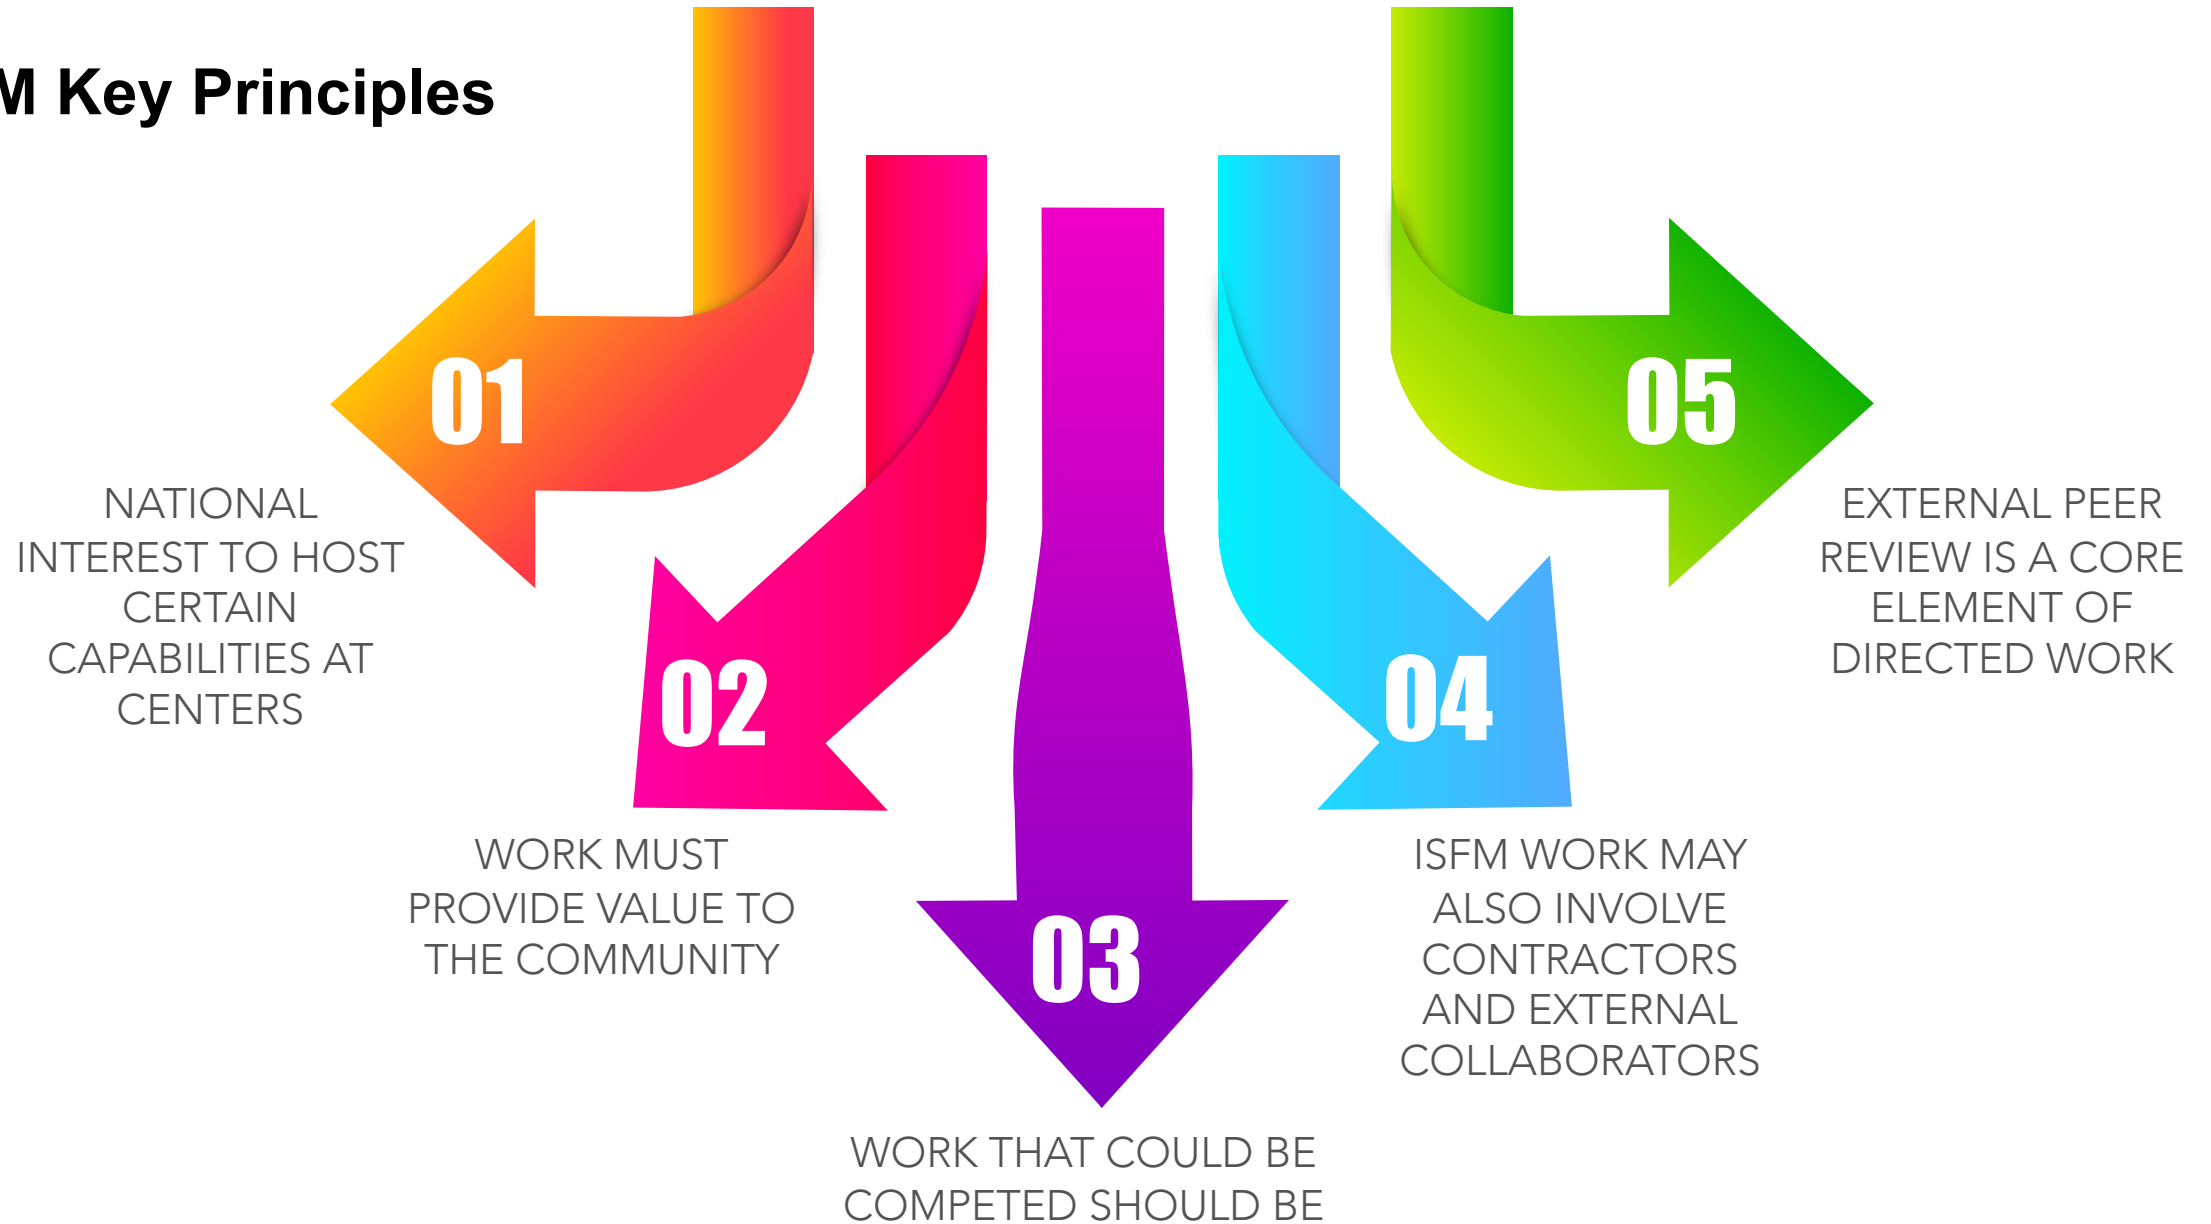 M Key Principles
01
NATIONAL
INTEREST TO HOST
CERTAIN
CAPABILITIES AT
CENTERS
02
WORK MUST
PROVIDE VALUE TO
THE COMMUNITY
03
WORK THAT COULD BE
COMPETED SHOULD BE
04
ISFM WORK MAY
ALSO INVOLVE
CONTRACTORS
AND EXTERNAL
COLLABORATORS
05
EXTERNAL PEER
REVIEW IS A CORE
ELEMENT OF
DIRECTED WORK